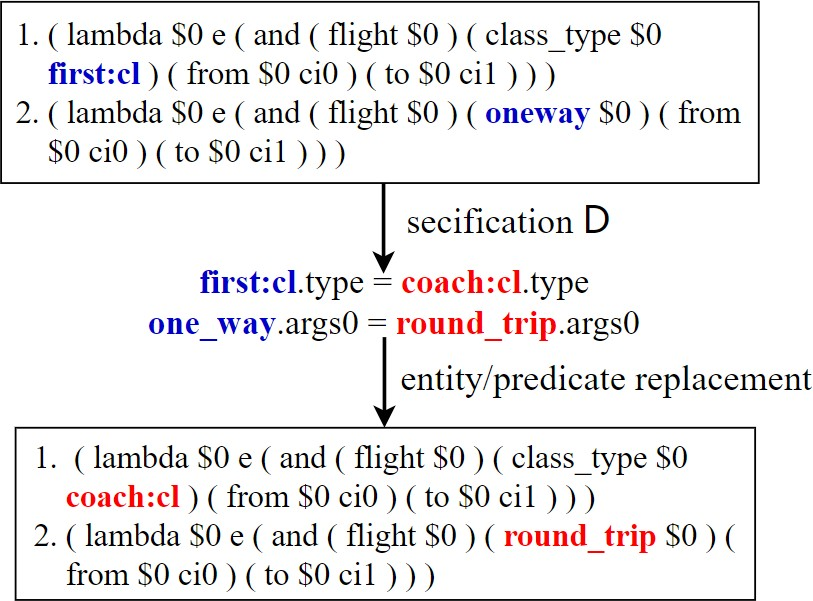 1. ( lambda $0 e ( and ( flight $0 ) ( class_type $0
first:cl ) ( from $0 ci0 ) ( to $0 ci1 ) ) )
2. ( lambda $0 e ( and ( flight $0 ) ( oneway $0 ) ( from
$0 ci0 ) ( to $0 ci1 ) ) )
secification D
first:cl.type = coach:cl.type
one_way.args0 = round_trip.args0
entity/predicate replacement
1. ( lambda $0 e ( and ( flight $0 ) ( class_type $0
coach:cl ) ( from $0 ci0 ) ( to $0 ci1 ) ) )
2. ( lambda $0 e ( and ( flight $0 ) ( round_trip $0 ) (
from $0 ci0 ) ( to $0 ci1 ) ) )